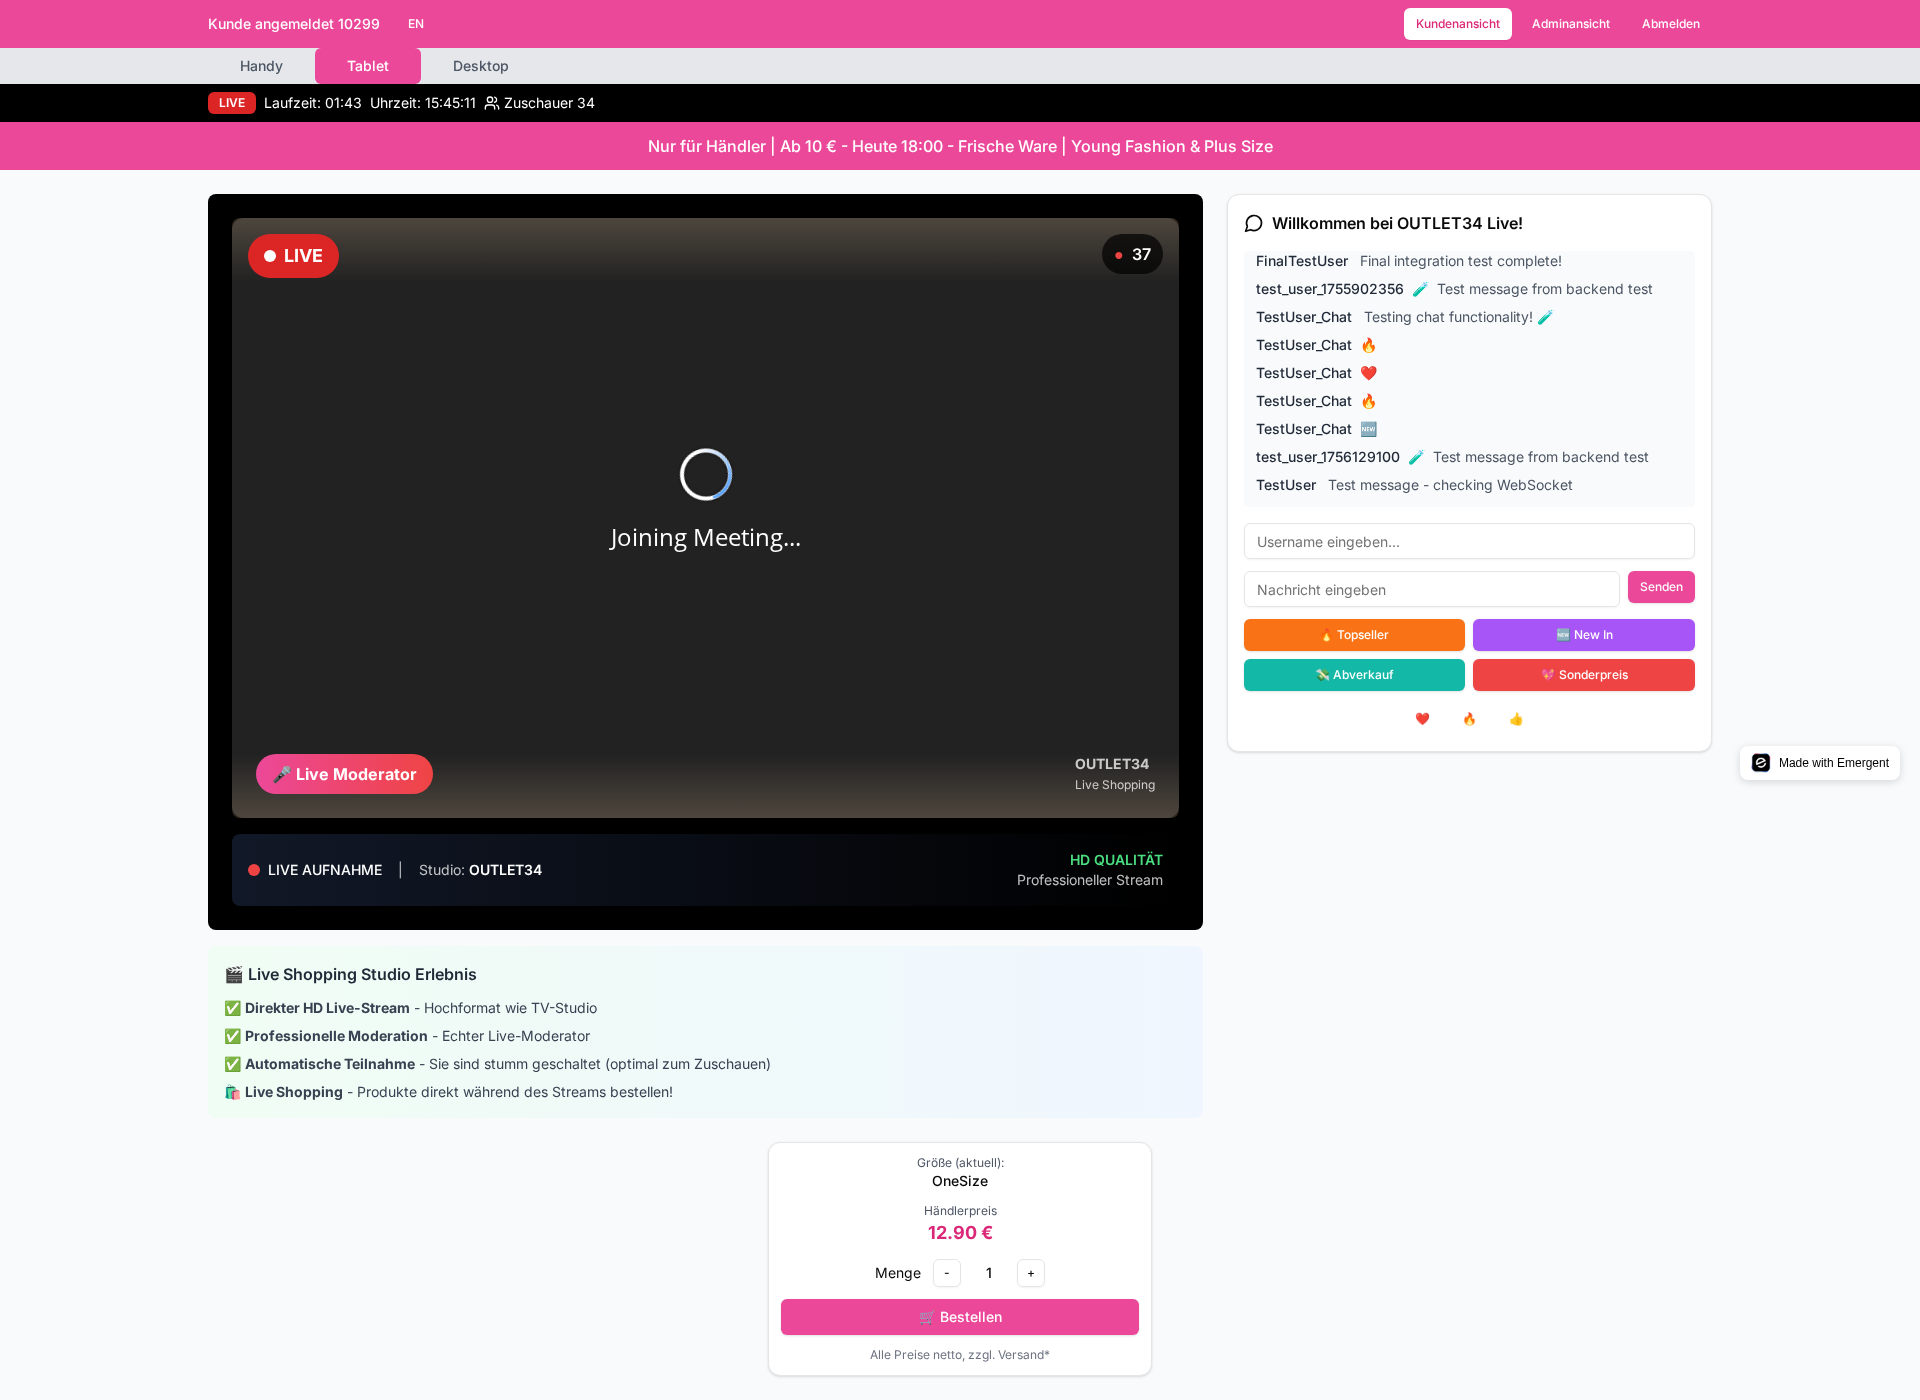 Kunde angemeldet 10299 EN Kundenansicht Adminansicht Abmelden
Handy Tablet Desktop
LIVE Laufzeit: 01:43 Uhrzeit: 15:45:11 Zuschauer 34
Nur für Händler | Ab 10 € - Heute 18:00 - Frische Ware | Young Fashion & Plus Size
LIVE
37
Joining Meeting...
🎤 Live Moderator
OUTLET34
Live Shopping
LIVE AUFNAHME | Studio: OUTLET34
HD QUALITÄT
Professioneller Stream
Willkommen bei OUTLET34 Live!
FinalTestUser Final integration test complete!
test_user_1755902356 🧪 Test message from backend test
TestUser_Chat Testing chat functionality! 🧪
TestUser_Chat 🔥
TestUser_Chat ❤️
TestUser_Chat 🔥
TestUser_Chat 🆕
test_user_1756129100 🧪 Test message from backend test
TestUser Test message - checking WebSocket
Username eingeben...
Nachricht eingeben Senden
🔥 Topseller 🆕 New In
💸 Abverkauf 💖 Sonderpreis
❤️ 🔥 👍
Made with Emergent
🎬 Live Shopping Studio Erlebnis
✅ Direkter HD Live-Stream - Hochformat wie TV-Studio
✅ Professionelle Moderation - Echter Live-Moderator
✅ Automatische Teilnahme - Sie sind stumm geschaltet (optimal zum Zuschauen)
🛍️ Live Shopping - Produkte direkt während des Streams bestellen!
Größe (aktuell):
OneSize
Händlerpreis
12.90 €
Menge - 1 +
🛒 Bestellen
Alle Preise netto, zzgl. Versand*